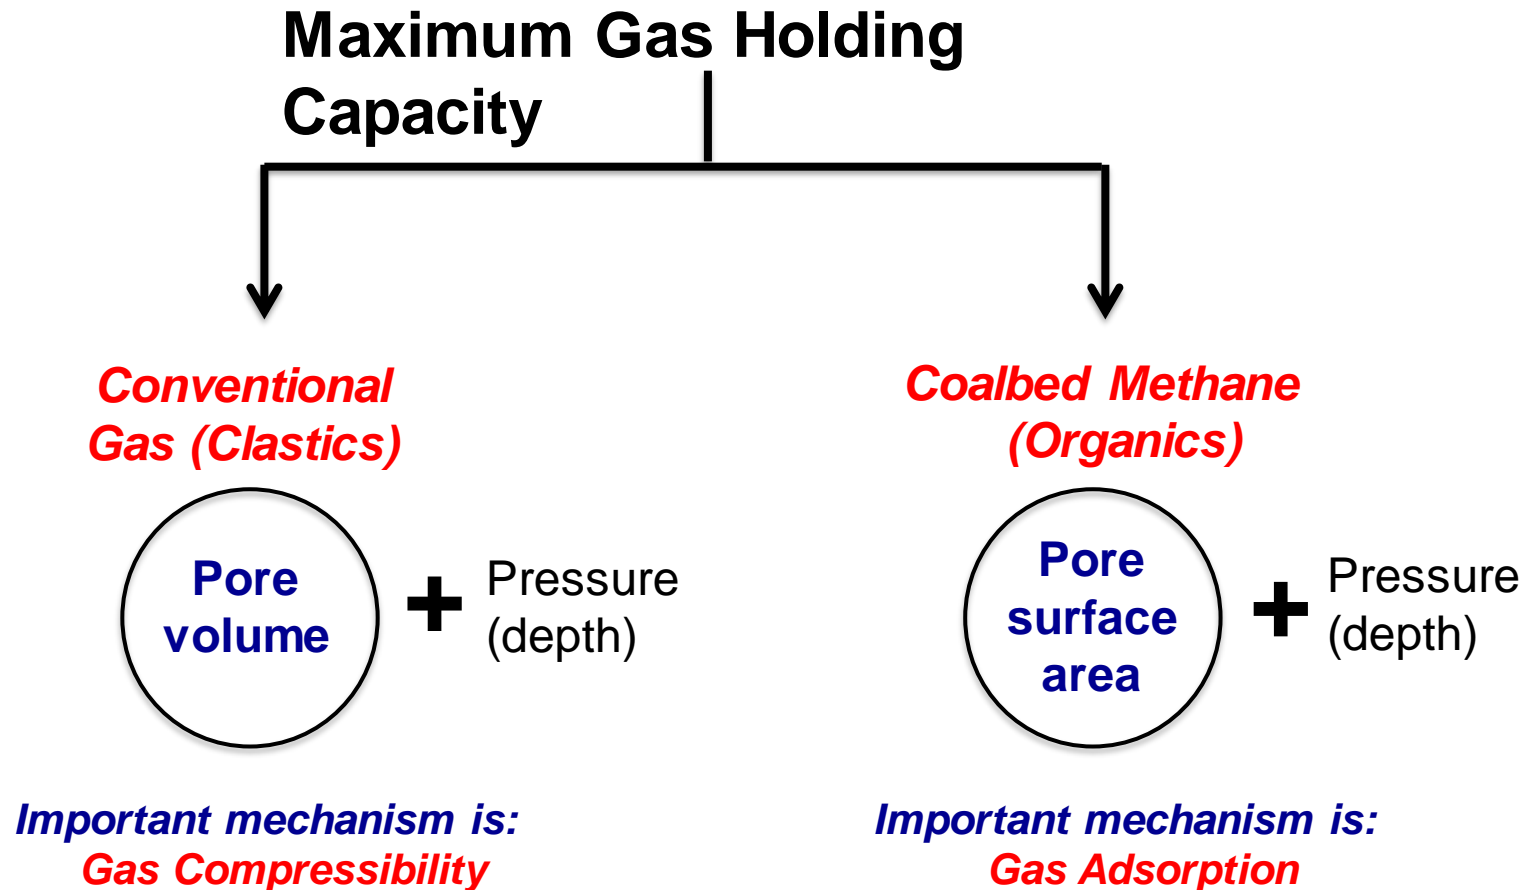 Maximum Gas Holding
Capacity
Conventional
Gas (Clastics)
Pore
volume
+
Pressure
(depth)
Important mechanism is:
Gas Compressibility
Coalbed Methane
(Organics)
Pore
surface
area
+
Pressure
(depth)
Important mechanism is:
Gas Adsorption